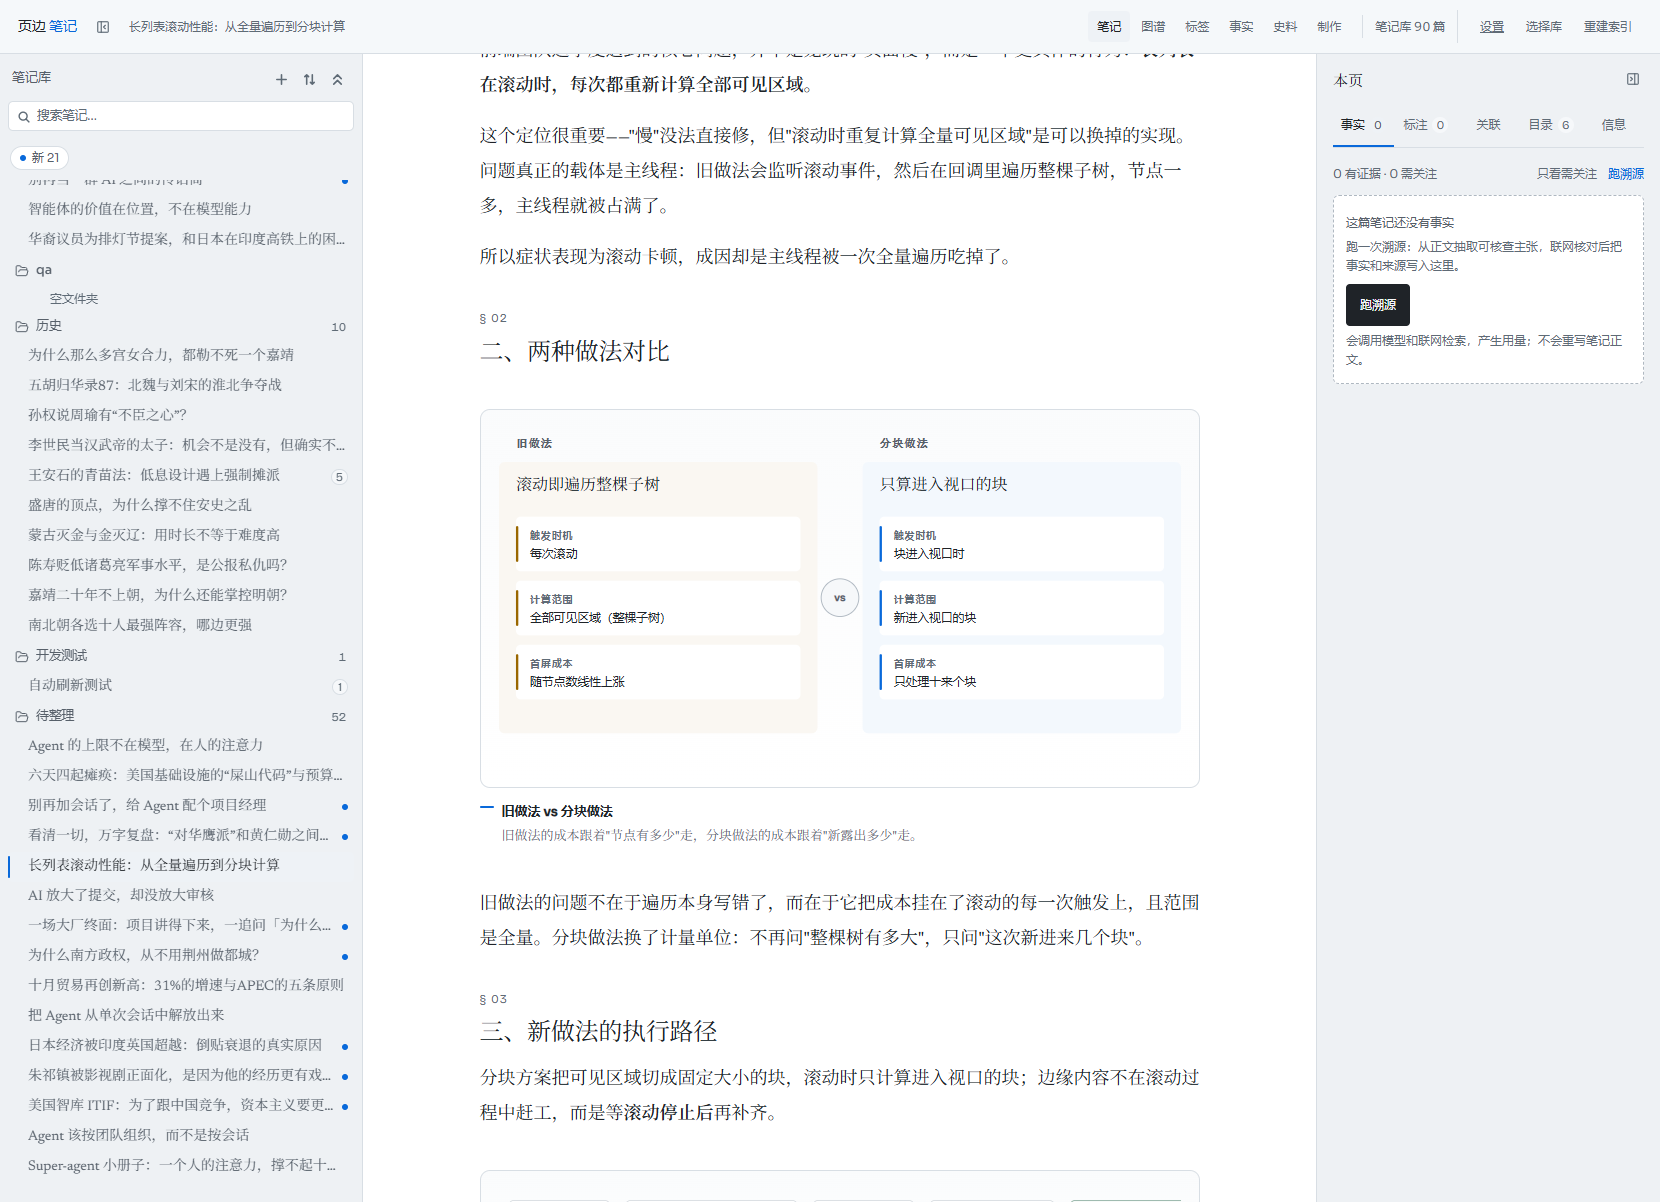 页边 笔记
长列表滚动性能：从全量遍历到分块计算
笔记 图谱 标签 事实 史料 制作 笔记库 90 篇 设置 选择库 重建索引
笔记库
搜索笔记...
新 21
智能体的价值在位置，不在模型能力
华裔议员为排灯节提案，和日本在印度高铁上的困...
qa
空文件夹
历史 10
为什么那么多宫女合力，都勒不死一个嘉靖
五胡归华录87：北魏与刘宋的淮北争夺战
孙权说周瑜有“不臣之心”？
李世民当汉武帝的太子：机会不是没有，但确实不...
王安石的青苗法：低息设计遇上强制摊派 5
盛唐的顶点，为什么撑不住安史之乱
蒙古灭金与金灭辽：用时长不等于难度高
陈寿贬低诸葛亮军事水平，是公报私仇吗？
嘉靖二十年不上朝，为什么还能掌控明朝？
南北朝各选十人最强阵容，哪边更强
开发测试 1
自动刷新测试 1
待整理 52
Agent 的上限不在模型，在人的注意力
六天四起瘫痪：美国基础设施的“屎山代码”与预算...
别再加会话了，给 Agent 配个项目经理
看清一切，万字复盘：“对华鹰派”和黄仁勋之间...
长列表滚动性能：从全量遍历到分块计算
AI 放大了提交，却没放大审核
一场大厂终面：项目讲得下来，一追问「为什么...
为什么南方政权，从不用荆州做都城？
十月贸易再创新高：31%的增速与APEC的五条原则
把 Agent 从单次会话中解放出来
日本经济被印度英国超越：倒贴衰退的真实原因
朱祁镇被影视剧正面化，是因为他的经历更有戏...
美国智库 ITIF：为了跟中国竞争，资本主义要更...
Agent 该按团队组织，而不是按会话
Super-agent 小册子：一个人的注意力，撑不起十...
在滚动时，每次都重新计算全部可见区域。
这个定位很重要——"慢"没法直接修，但"滚动时重复计算全量可见区域"是可以换掉的实现。
问题真正的载体是主线程：旧做法会监听滚动事件，然后在回调里遍历整棵子树，节点一
多，主线程就被占满了。
所以症状表现为滚动卡顿，成因却是主线程被一次全量遍历吃掉了。
§ 02
二、两种做法对比
旧做法
滚动即遍历整棵子树
触发时机
每次滚动
计算范围
全部可见区域（整棵子树）
首屏成本
随节点数线性上涨
vs
分块做法
只算进入视口的块
触发时机
块进入视口时
计算范围
新进入视口的块
首屏成本
只处理十来个块
旧做法 vs 分块做法
旧做法的成本跟着"节点有多少"走，分块做法的成本跟着"新露出多少"走。
旧做法的问题不在于遍历本身写错了，而在于它把成本挂在了滚动的每一次触发上，且范围
是全量。分块做法换了计量单位：不再问"整棵树有多大"，只问"这次新进来几个块"。
§ 03
三、新做法的执行路径
分块方案把可见区域切成固定大小的块，滚动时只计算进入视口的块；边缘内容不在滚动过
程中赶工，而是等滚动停止后再补齐。
本页
事实 0 标注 0 关联 目录 6 信息
0 有证据 · 0 需关注 只看需关注 跑溯源
这篇笔记还没有事实
跑一次溯源：从正文抽取可核查主张，联网核对后把
事实和来源写入这里。
跑溯源
会调用模型和联网检索，产生用量；不会重写笔记正
文。